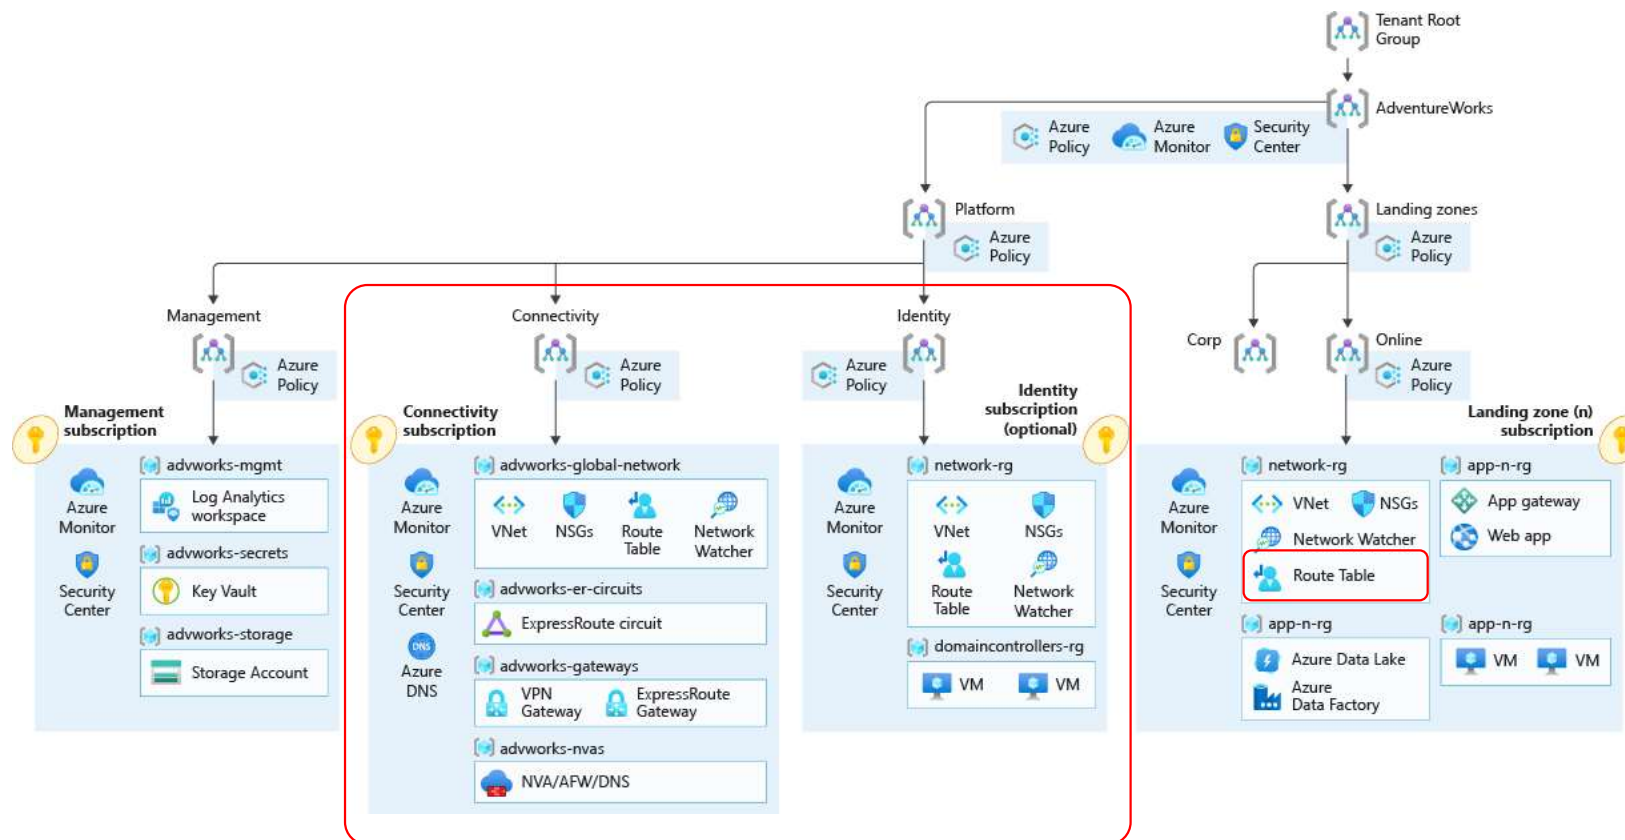 Tenant Root
Group
AdventureWorks
Azure
Policy
Azure
Monitor
Security
Center
Platform
Azure
Policy
Landing zones
Azure
Policy
Management
Azure
Policy
Connectivity
Azure
Policy
Identity
Azure
Policy
Corp
Online
Azure
Policy
Management
subscription
Azure
Monitor
Security
Center
advworks-mgmt
Log Analytics
workspace
advworks-secrets
Key Vault
advworks-storage
Storage Account
Connectivity
subscription
Azure
Monitor
Security
Center
DNS
Azure
DNS
advworks-global-network
VNet
NSGs
Route
Table
Network
Watcher
advworks-er-circuits
ExpressRoute circuit
advworks-gateways
VPN
Gateway
ExpressRoute
Gateway
advworks-nvas
NVA/AFW/DNS
Identity
subscription
(optional)
Azure
Monitor
Security
Center
network-rg
VNet
NSGs
Route
Table
Network
Watcher
domaincontrollers-rg
VM
VM
Landing zone (n)
subscription
Azure
Monitor
Security
Center
network-rg
VNet
NSGs
Network Watcher
Route Table
app-n-rg
App gateway
Web app
app-n-rg
Azure Data Lake
Azure
Data Factory
app-n-rg
VM
VM